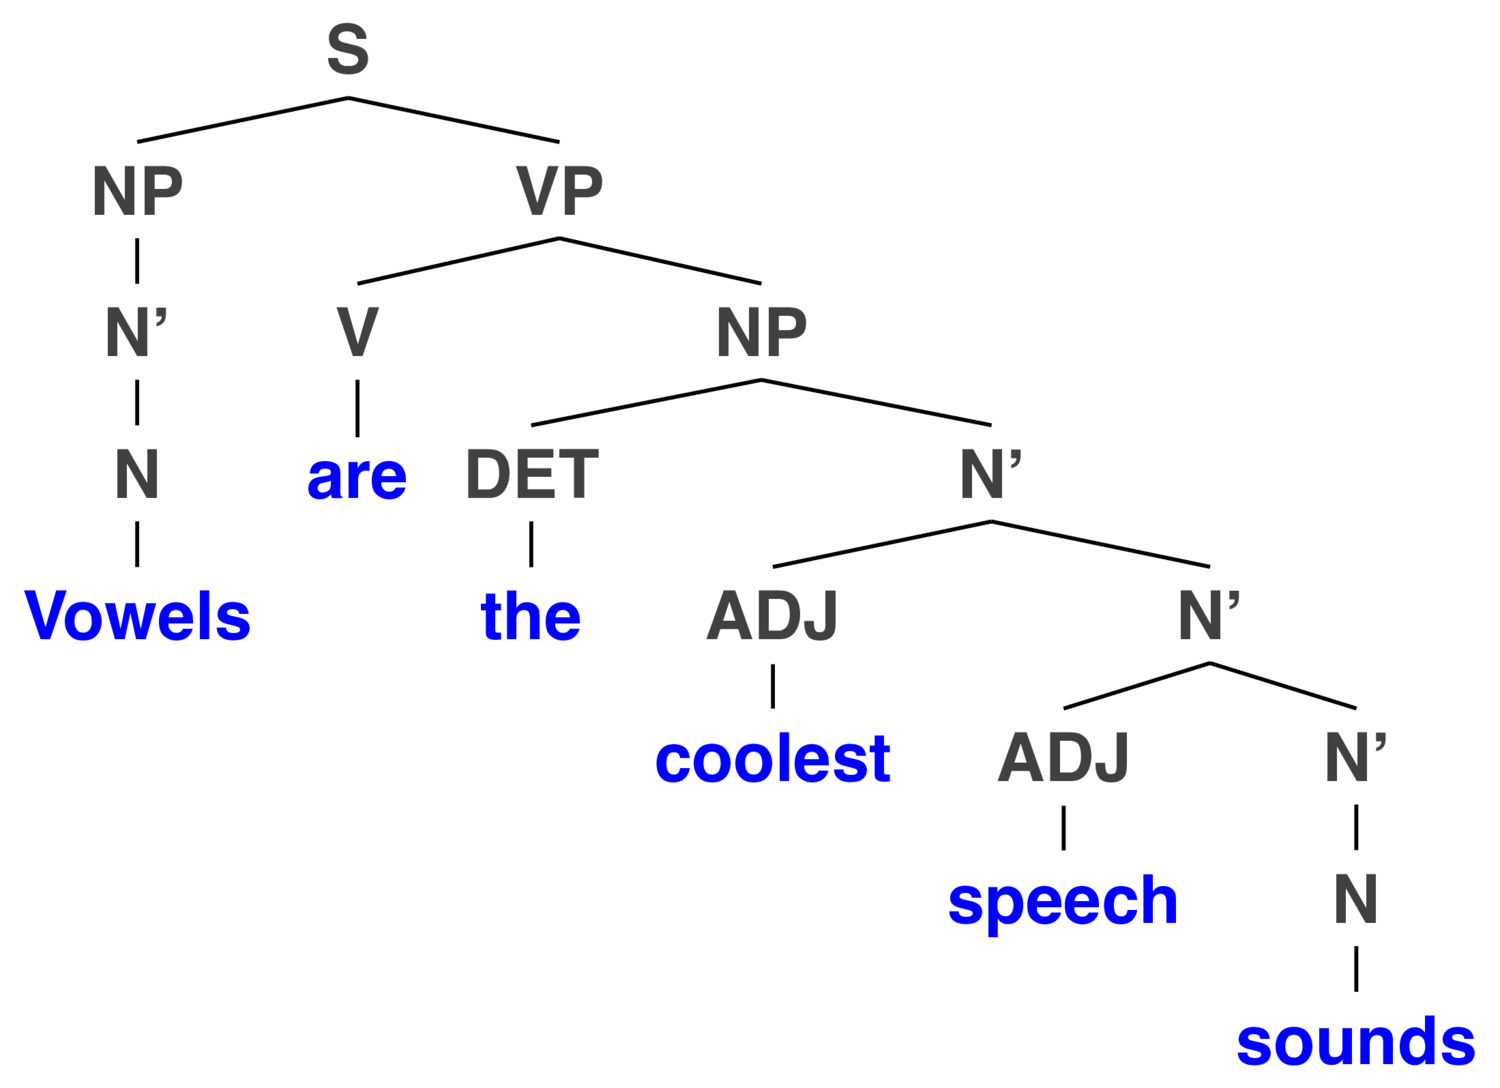 S
NP VP
N’ V NP
N are DET N’
Vowels the ADJ N’
coolest ADJ N’
speech N
sounds